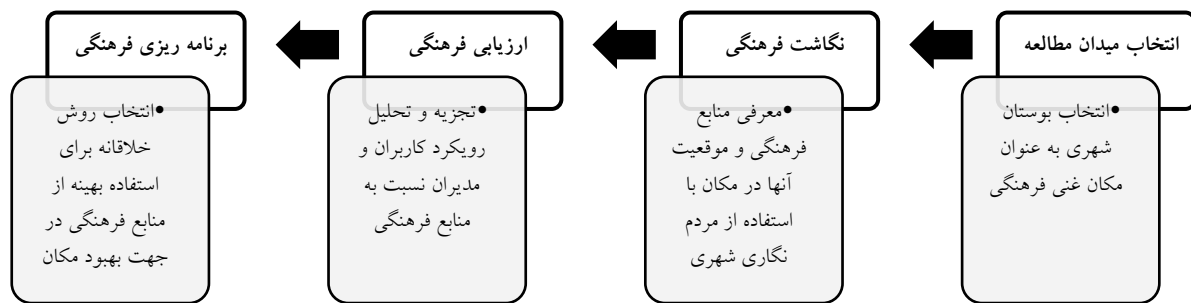 انتخاب میدان مطالعه
•انتخاب بوستان
شهری به عنوان
مکان غنی فرهنگی
نگاشت فرهنگی
•معرفی منابع
فرهنگی و موقعیت
آنها در مکان با
استفاده از مردم
نگاری شهری
ارزیابی فرهنگی
•تجزیه و تحلیل
رویکرد کاربران و
مدیران نسبت به
منابع فرهنگی
برنامه ریزی فرهنگی
•انتخاب روش
خلاقانه برای
استفاده بهینه از
منابع فرهنگی در
جهت بهبود مکان